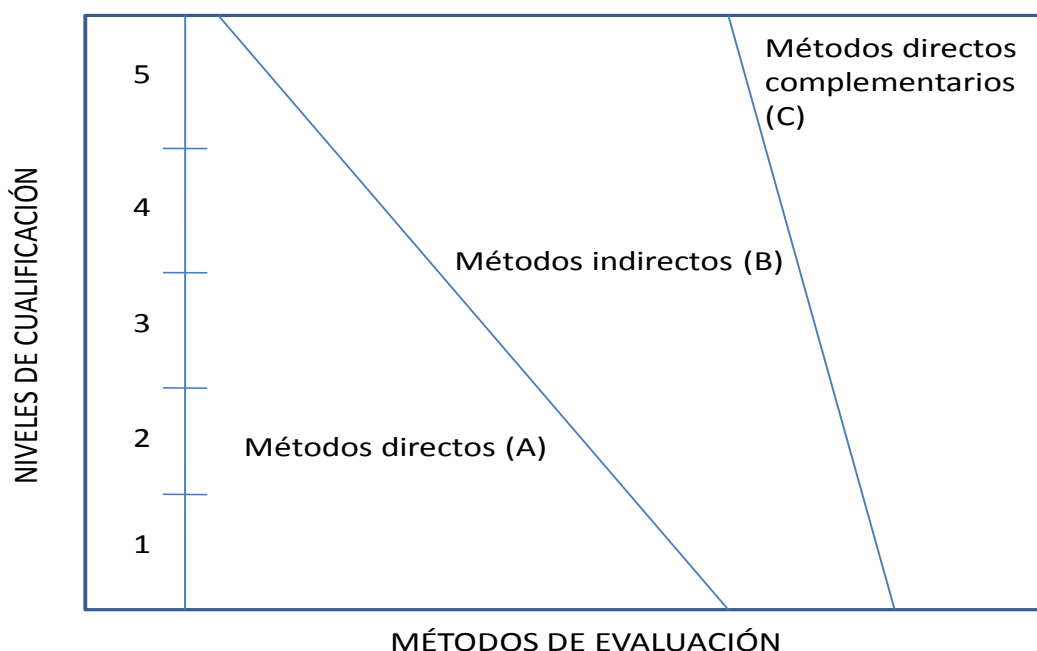 Métodos directos
complementarios
(C)
5
4
Métodos indirectos (B)
3
2
Métodos directos (A)
1
NIVELES DE CUALIFICACIÓN
MÉTODOS DE EVALUACIÓN